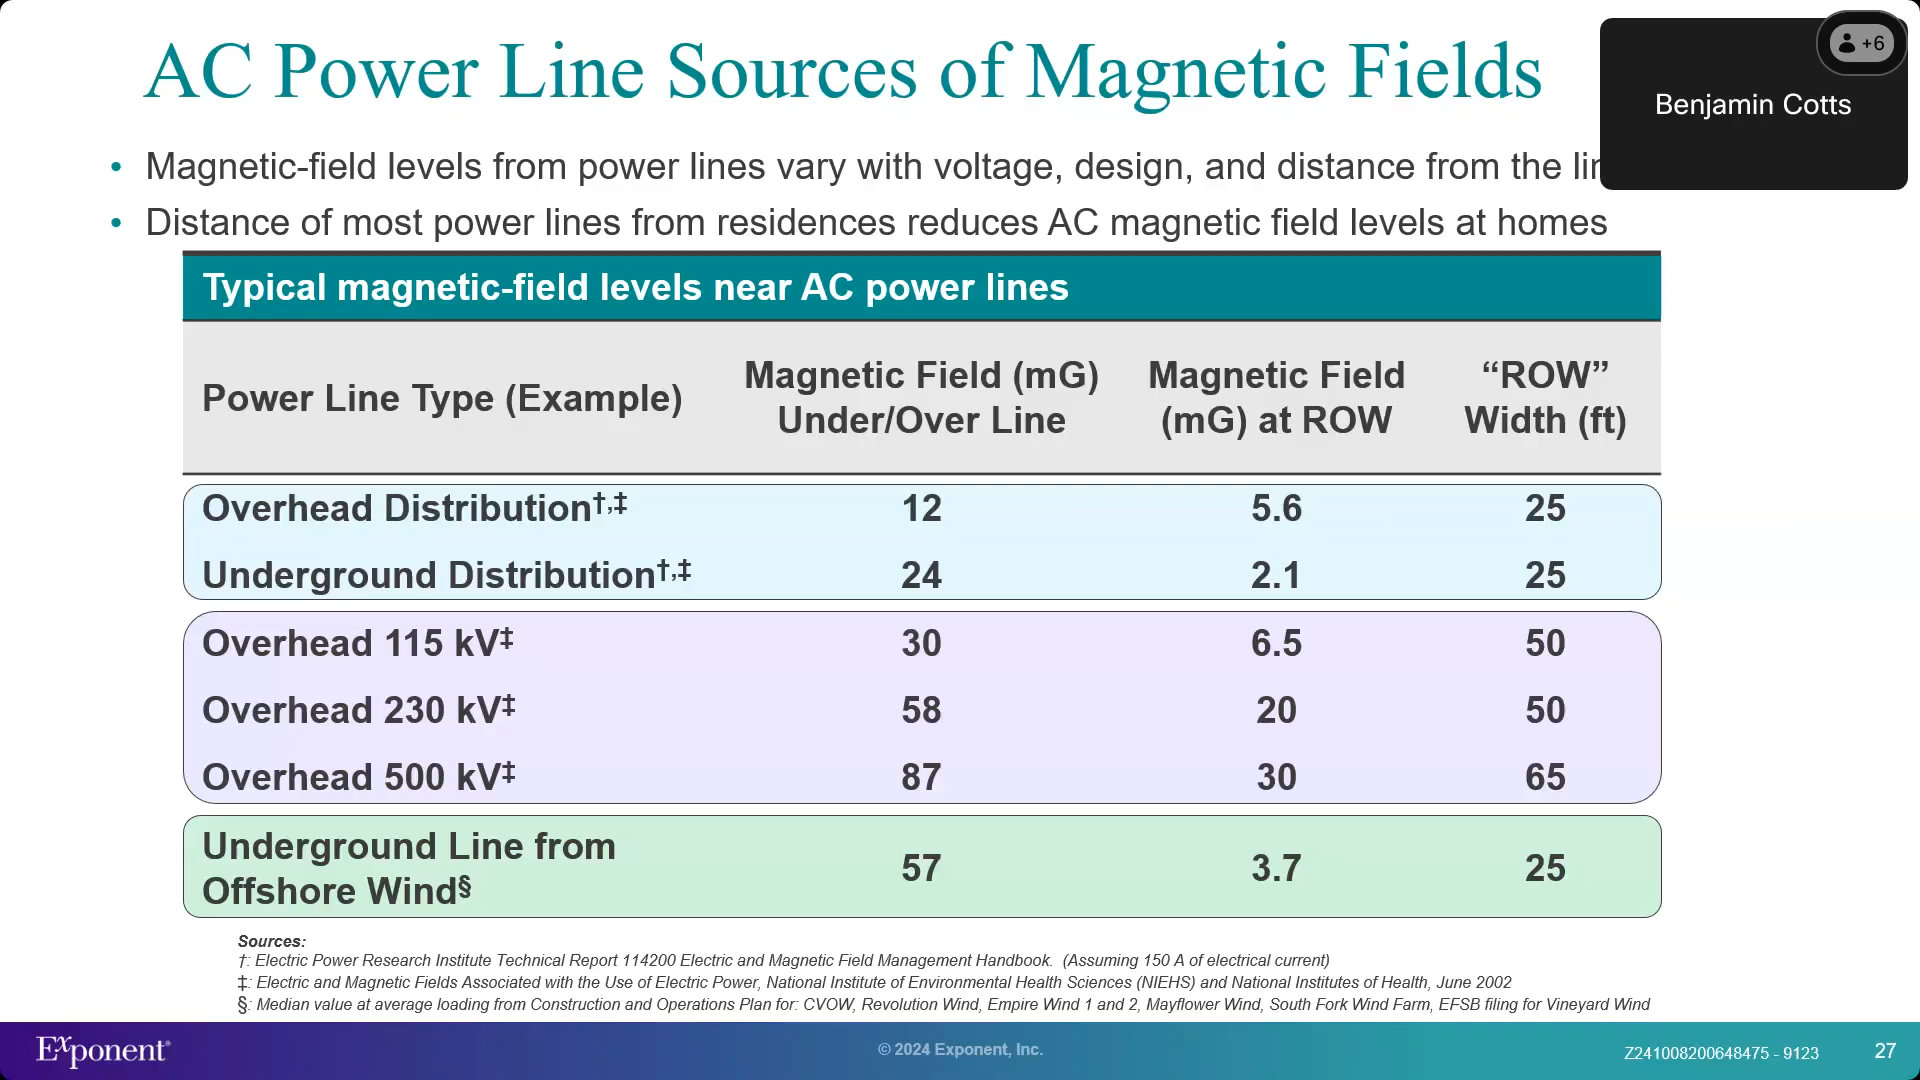 AC Power Line Sources of Magnetic Fields
+6
Benjamin Cotts
• Magnetic-field levels from power lines vary with voltage, design, and distance from the
• Distance of most power lines from residences reduces AC magnetic field levels at homes
Typical magnetic-field levels near AC power lines
Power Line Type (Example) Magnetic Field (mG) Under/Over Line Magnetic Field (mG) at ROW “ROW” Width (ft)
Overhead Distribution†,‡ 12 5.6 25
Underground Distribution†,‡ 24 2.1 25
Overhead 115 kV‡ 30 6.5 50
Overhead 230 kV‡ 58 20 50
Overhead 500 kV‡ 87 30 65
Underground Line from
Offshore Wind§ 57 3.7 25
Sources:
†: Electric Power Research Institute Technical Report 114200 Electric and Magnetic Field Management Handbook. (Assuming 150 A of electrical current)
‡: Electric and Magnetic Fields Associated with the Use of Electric Power, National Institute of Environmental Health Sciences (NIEHS) and National Institutes of Health, June 2002
§: Median value at average loading from Construction and Operations Plan for: CVOW, Revolution Wind, Empire Wind 1 and 2, Mayflower Wind, South Fork Wind Farm, EFSB filing for Vineyard Wind
Exponent®
© 2024 Exponent, Inc.
Z241008200648475 - 9123
27